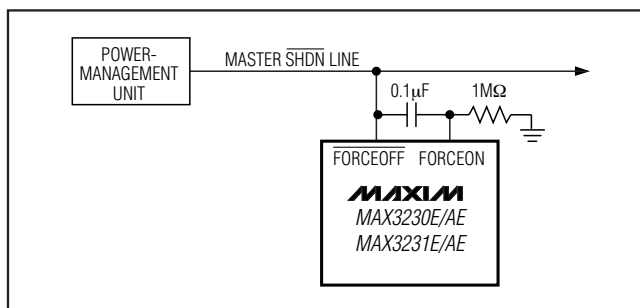 POWER-
MANAGEMENT
UNIT
MASTER SHDN LINE
0.1μF 1MΩ
FORCEOFF FORCEON
MAXIM
MAX3230E/AE
MAX3231E/AE